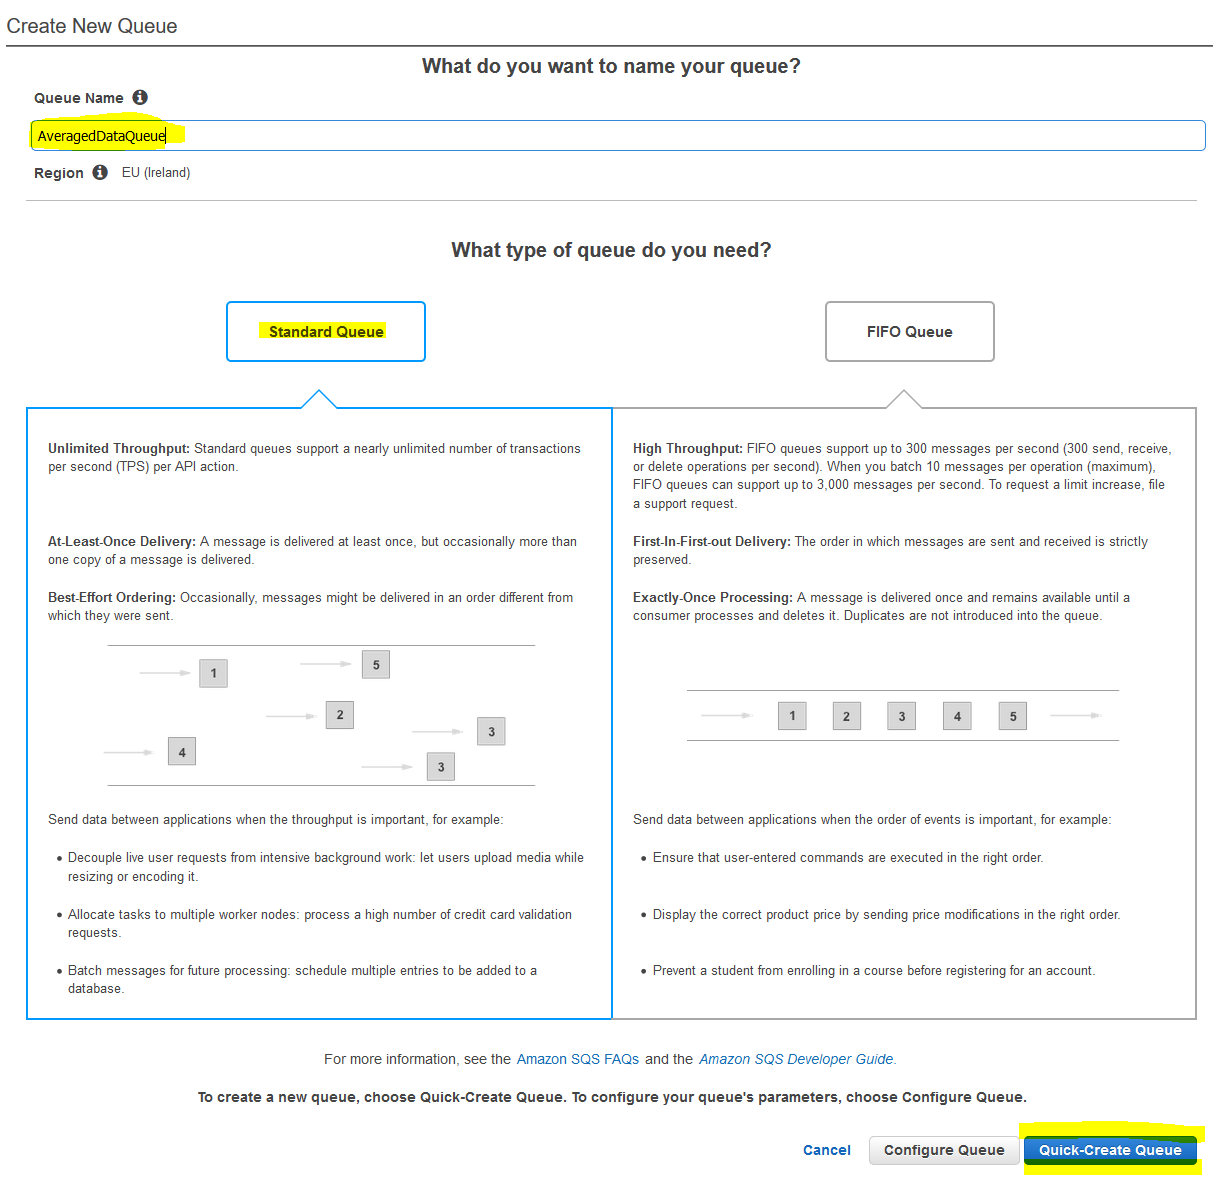 Create New Queue
What do you want to name your queue?
Queue Name
AveragedDataQueue
Region EU (Ireland)
What type of queue do you need?
Standard Queue
FIFO Queue
Unlimited Throughput: Standard queues support a nearly unlimited number of transactions
per second (TPS) per API action.
At-Least-Once Delivery: A message is delivered at least once, but occasionally more than
one copy of a message is delivered.
Best-Effort Ordering: Occasionally, messages might be delivered in an order different from
which they were sent.
1
5
2
3
4
3
Send data between applications when the throughput is important, for example:
• Decouple live user requests from intensive background work: let users upload media while
resizing or encoding it.
• Allocate tasks to multiple worker nodes: process a high number of credit card validation
requests.
• Batch messages for future processing: schedule multiple entries to be added to a
database.
High Throughput: FIFO queues support up to 300 messages per second (300 send, receive,
or delete operations per second). When you batch 10 messages per operation (maximum),
FIFO queues can support up to 3,000 messages per second. To request a limit increase, file
a support request.
First-In-First-out Delivery: The order in which messages are sent and received is strictly
preserved.
Exactly-Once Processing: A message is delivered once and remains available until a
consumer processes and deletes it. Duplicates are not introduced into the queue.
1 2 3 4 5
Send data between applications when the order of events is important, for example:
• Ensure that user-entered commands are executed in the right order.
• Display the correct product price by sending price modifications in the right order.
• Prevent a student from enrolling in a course before registering for an account.
For more information, see the Amazon SQS FAQs and the Amazon SQS Developer Guide.
To create a new queue, choose Quick-Create Queue. To configure your queue's parameters, choose Configure Queue.
Cancel Configure Queue Quick-Create Queue